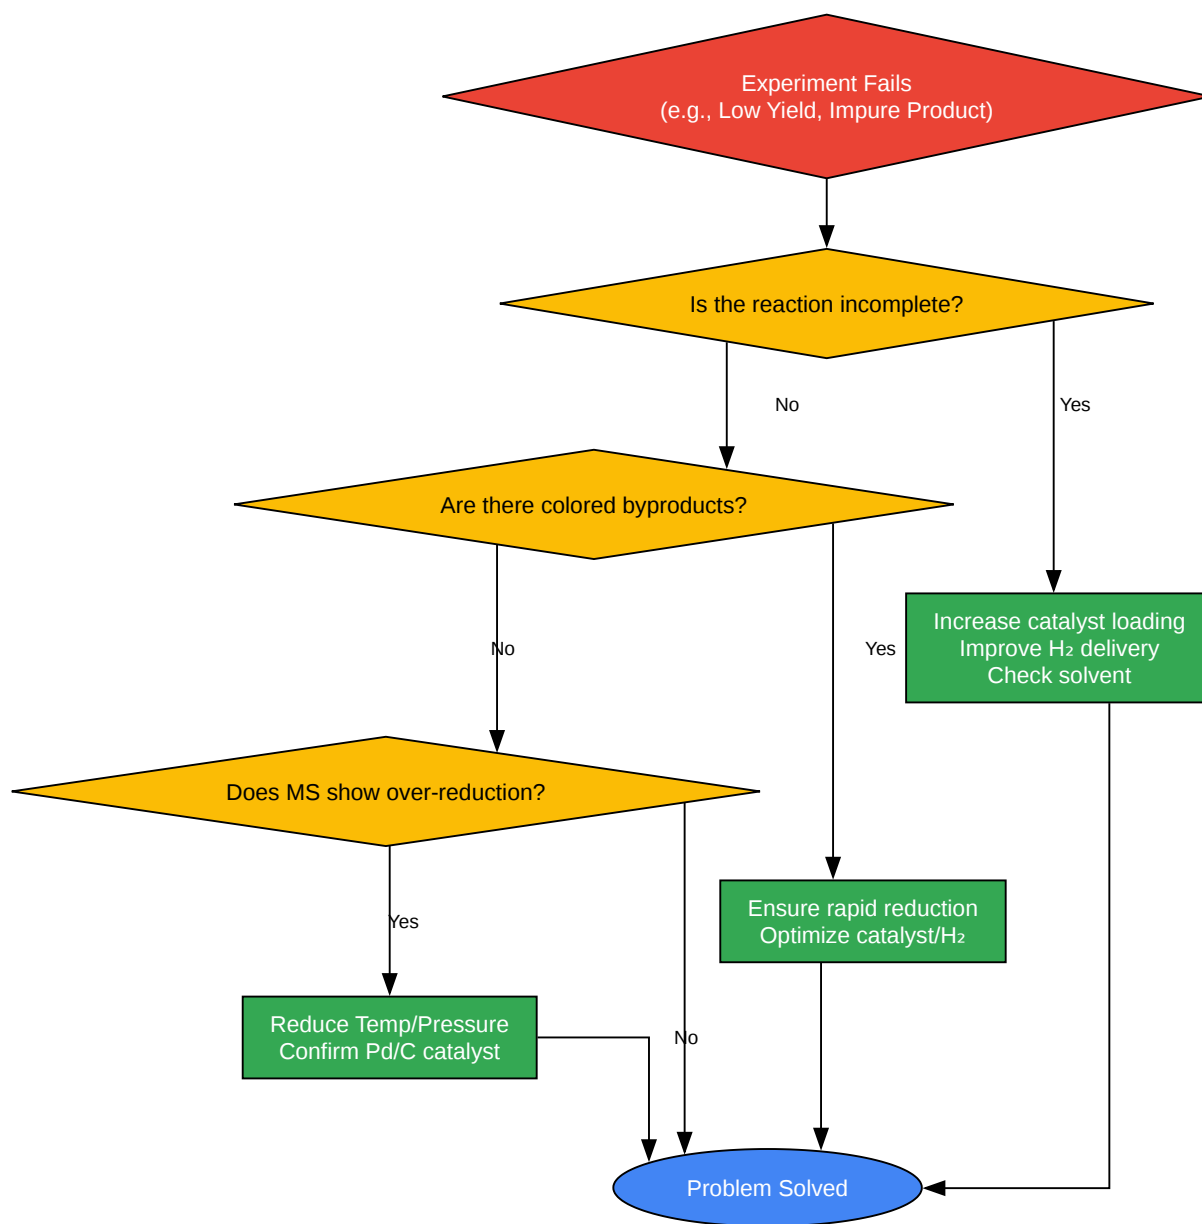 Experiment Fails
(e.g., Low Yield, Impure Product)
Is the reaction incomplete?
No
Yes
Are there colored byproducts?
Increase catalyst loading
Improve H₂ delivery
Check solvent
No
Yes
Does MS show over-reduction?
Ensure rapid reduction
Optimize catalyst/H₂
Yes
Reduce Temp/Pressure
Confirm Pd/C catalyst
No
Problem Solved